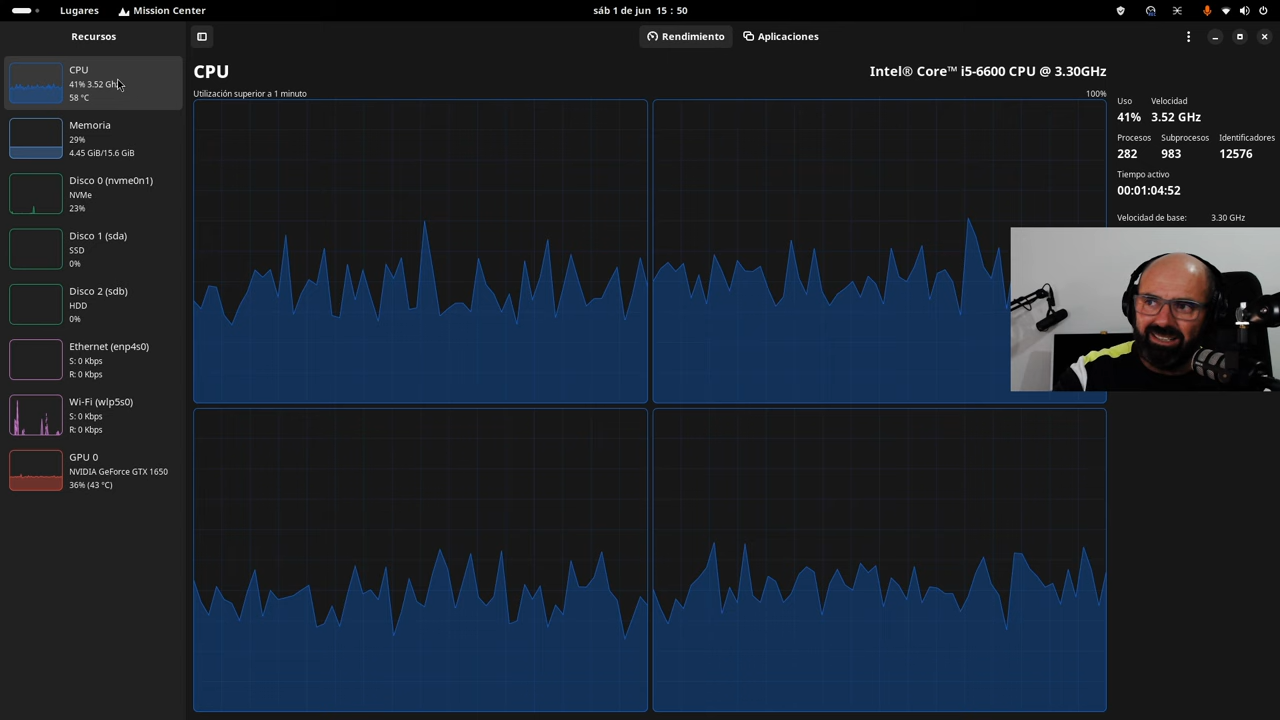 Lugares
Mission Center
sáb 1 de jun 15 : 50
Recursos
Rendimiento
Aplicaciones
CPU
41% 3.52 GHz
58 °C
Memoria
29%
4.45 GiB/15.6 GiB
Disco 0 (nvme0n1)
NVMe
23%
Disco 1 (sda)
SSD
0%
Disco 2 (sdb)
HDD
0%
Ethernet (enp4s0)
S: 0 Kbps
R: 0 Kbps
Wi-Fi (wlp5s0)
S: 0 Kbps
R: 0 Kbps
GPU 0
NVIDIA GeForce GTX 1650
36% (43 °C)
CPU
Intel® Core™ i5-6600 CPU @ 3.30GHz
Utilización superior a 1 minuto
100%
Uso Velocidad
41% 3.52 GHz
Procesos Subprocesos Identificadores
282 983 12576
Tiempo activo
00:01:04:52
Velocidad de base: 3.30 GHz